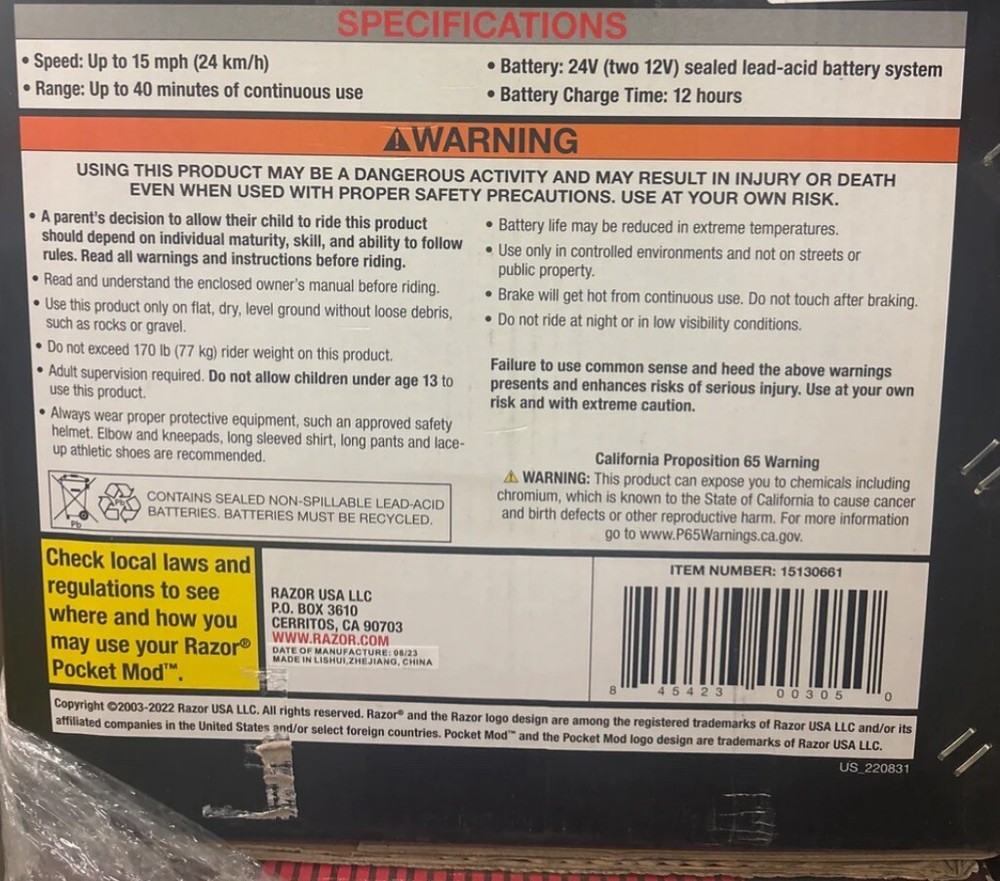 SPECIFICATIONS
• Speed: Up to 15 mph (24 km/h)
• Range: Up to 40 minutes of continuous use
• Battery: 24V (two 12V) sealed lead-acid battery system
• Battery Charge Time: 12 hours
⚠WARNING
USING THIS PRODUCT MAY BE A DANGEROUS ACTIVITY AND MAY RESULT IN INJURY OR DEATH
EVEN WHEN USED WITH PROPER SAFETY PRECAUTIONS. USE AT YOUR OWN RISK.
• A parent's decision to allow their child to ride this product
should depend on individual maturity, skill, and ability to follow
rules. Read all warnings and instructions before riding.
• Read and understand the enclosed owner's manual before riding.
• Use this product only on flat, dry, level ground without loose debris,
such as rocks or gravel.
• Do not exceed 170 lb (77 kg) rider weight on this product.
• Adult supervision required. Do not allow children under age 13 to
use this product.
• Always wear proper protective equipment, such an approved safety
helmet. Elbow and kneepads, long sleeved shirt, long pants and lace-
up athletic shoes are recommended.
• Battery life may be reduced in extreme temperatures.
• Use only in controlled environments and not on streets or
public property.
• Brake will get hot from continuous use. Do not touch after braking.
• Do not ride at night or in low visibility conditions.
Failure to use common sense and heed the above warnings
presents and enhances risks of serious injury. Use at your own
risk and with extreme caution.
California Proposition 65 Warning
⚠ WARNING: This product can expose you to chemicals including
chromium, which is known to the State of California to cause cancer
and birth defects or other reproductive harm. For more information
go to www.P65Warnings.ca.gov.
Pb
Pb
CONTAINS SEALED NON-SPILLABLE LEAD-ACID
BATTERIES. BATTERIES MUST BE RECYCLED.
Check local laws and
regulations to see
where and how you
may use your Razor®
Pocket Mod™.
RAZOR USA LLC
P.O. BOX 3610
CERRITOS, CA 90703
WWW.RAZOR.COM
DATE OF MANUFACTURE: 08/23
MADE IN LISHUI,ZHEJIANG, CHINA
ITEM NUMBER: 15130661
8 45423 00305 0
Copyright ©2003-2022 Razor USA LLC. All rights reserved. Razor® and the Razor logo design are among the registered trademarks of Razor USA LLC and/or its
affiliated companies in the United States and/or select foreign countries. Pocket Mod™ and the Pocket Mod logo design are trademarks of Razor USA LLC.
US_220831